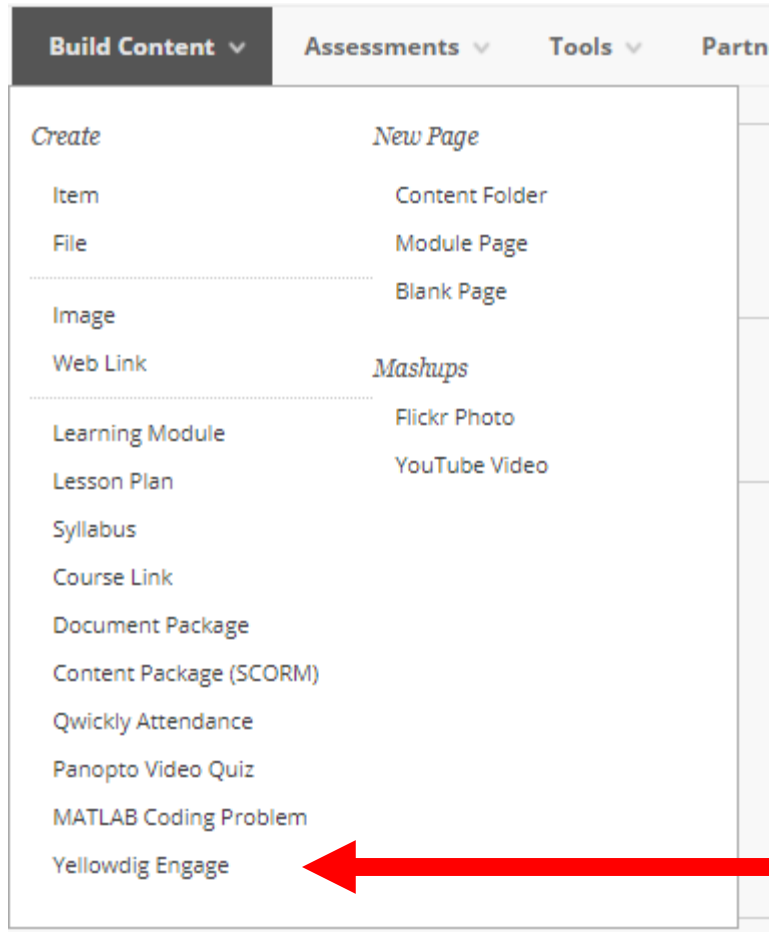 Build Content Assessments Tools Partn
Create
Item
File
Image
Web Link
Learning Module
Lesson Plan
Syllabus
Course Link
Document Package
Content Package (SCORM)
Qwickly Attendance
Panopto Video Quiz
MATLAB Coding Problem
Yellowdig Engage
New Page
Content Folder
Module Page
Blank Page
Mashups
Flickr Photo
YouTube Video